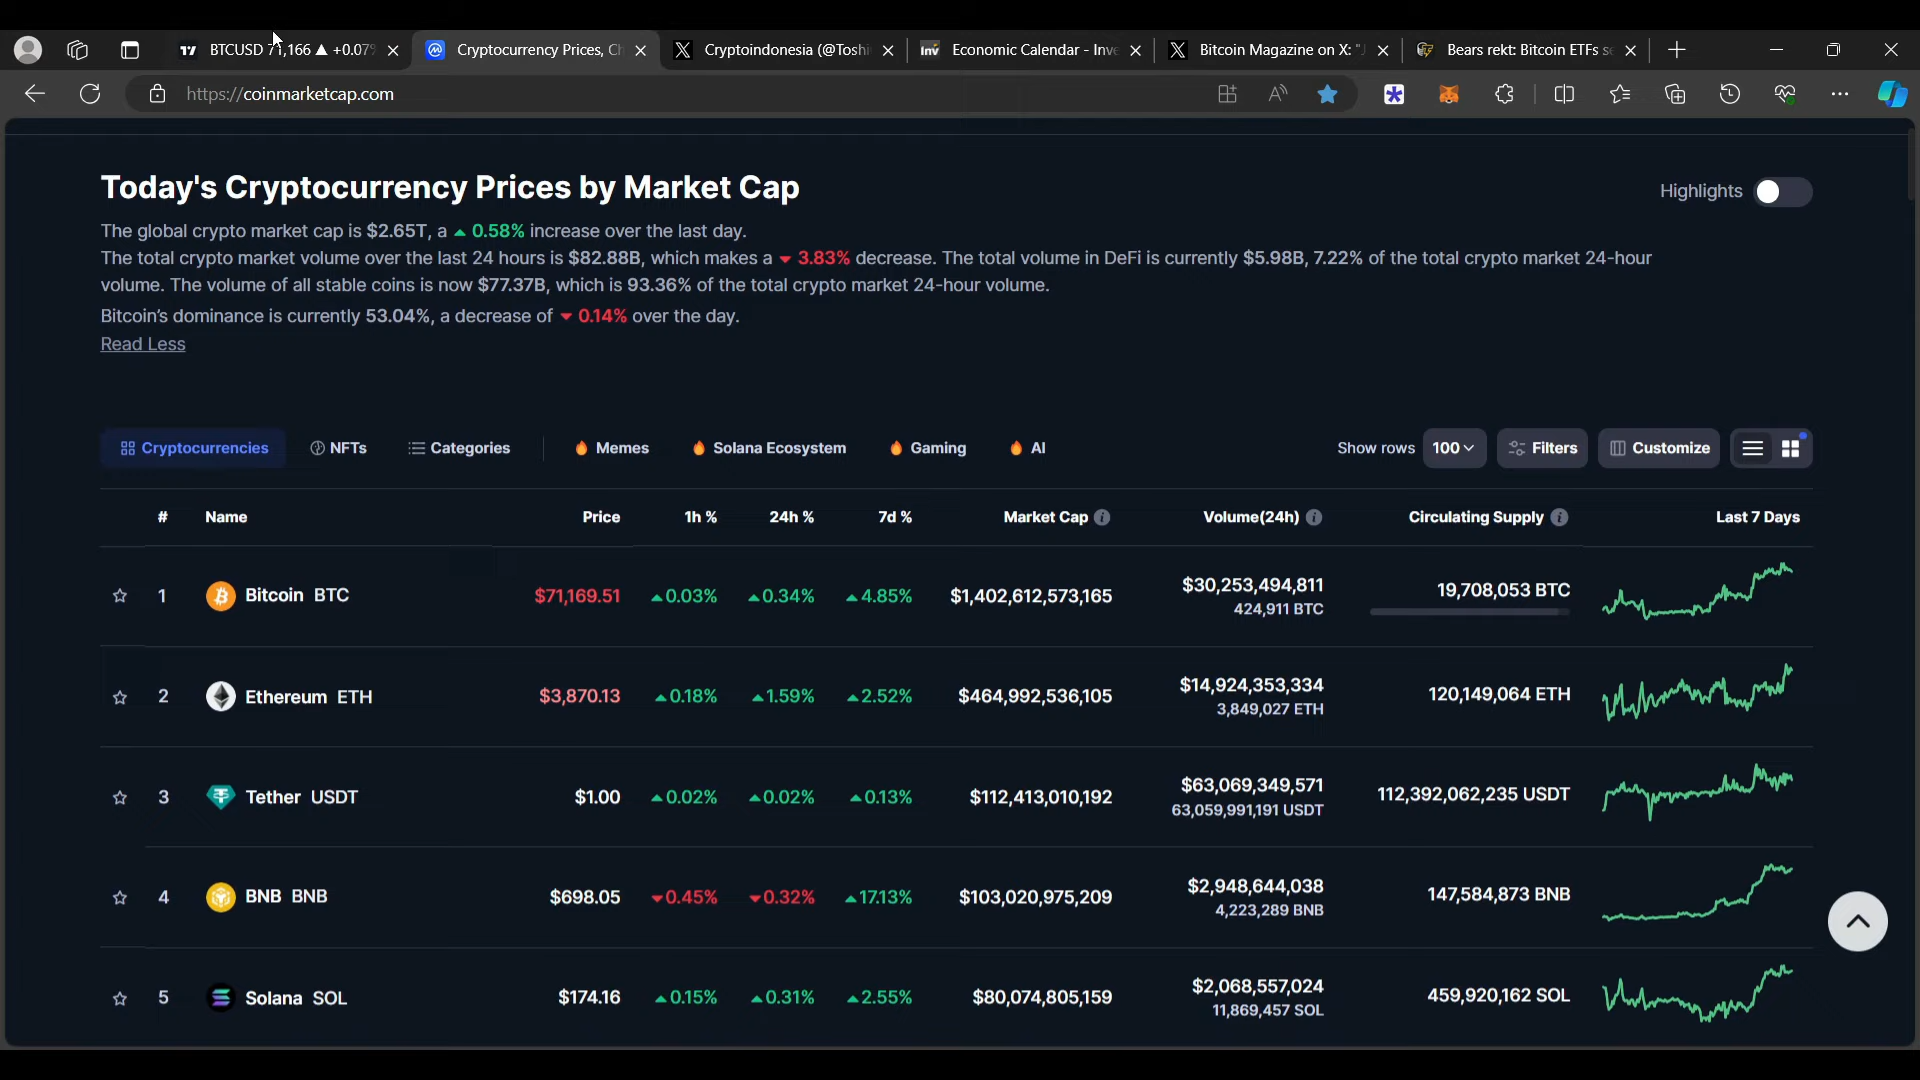 BTCUSD 71,166 ▲ +0.07%
Cryptocurrency Prices, Ch
Cryptoindonesia (@Toshi
Economic Calendar - Inve
Bitcoin Magazine on X: "J
Bears rekt: Bitcoin ETFs se
https://coinmarketcap.com
Today's Cryptocurrency Prices by Market Cap
Highlights
The global crypto market cap is $2.65T, a ▲ 0.58% increase over the last day.
The total crypto market volume over the last 24 hours is $82.88B, which makes a ▼ 3.83% decrease. The total volume in DeFi is currently $5.98B, 7.22% of the total crypto market 24-hour
volume. The volume of all stable coins is now $77.37B, which is 93.36% of the total crypto market 24-hour volume.
Bitcoin's dominance is currently 53.04%, a decrease of ▼ 0.14% over the day.
Read Less
Cryptocurrencies NFTs Categories Memes Solana Ecosystem Gaming AI Show rows 100 Filters Customize
# Name Price 1h % 24h % 7d % Market Cap Volume(24h) Circulating Supply Last 7 Days
1 Bitcoin BTC $71,169.51 ▲0.03% ▲0.34% ▲4.85% $1,402,612,573,165 $30,253,494,811 19,708,053 BTC
424,911 BTC
2 Ethereum ETH $3,870.13 ▲0.18% ▲1.59% ▲2.52% $464,992,536,105 $14,924,353,334 120,149,064 ETH
3,849,027 ETH
3 Tether USDT $1.00 ▲0.02% ▲0.02% ▲0.13% $112,413,010,192 $63,069,349,571 112,392,062,235 USDT
63,059,991,191 USDT
4 BNB BNB $698.05 ▼0.45% ▼0.32% ▲17.13% $103,020,975,209 $2,948,644,038 147,584,873 BNB
4,223,289 BNB
5 Solana SOL $174.16 ▲0.15% ▲0.31% ▲2.55% $80,074,805,159 $2,068,557,024 459,920,162 SOL
11,869,457 SOL